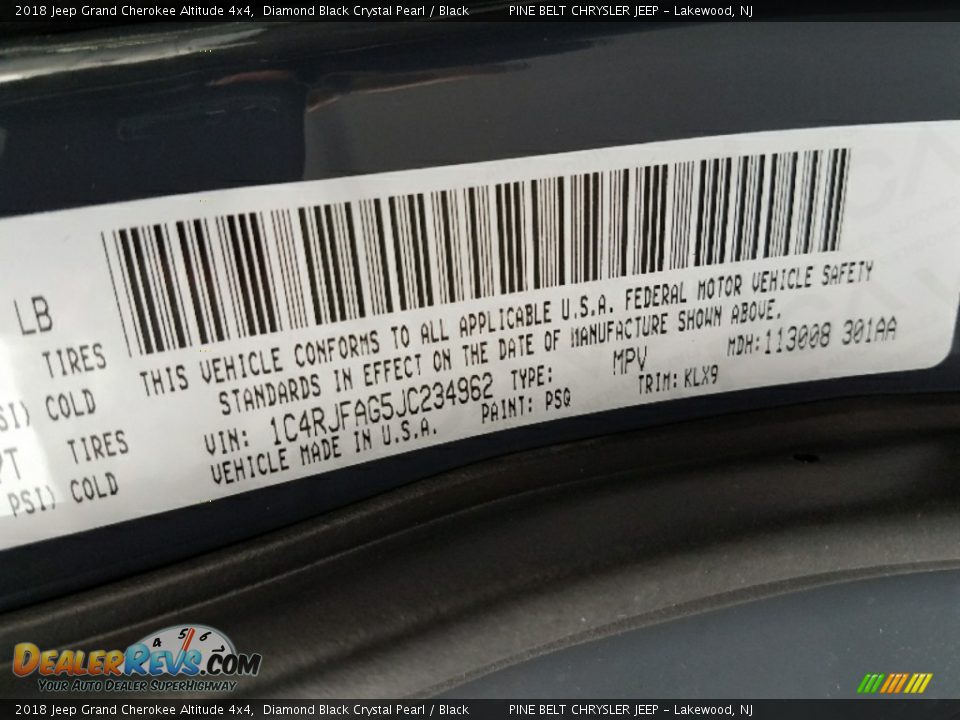 2018 Jeep Grand Cherokee Altitude 4x4, Diamond Black Crystal Pearl / Black PINE BELT CHRYSLER JEEP – Lakewood, NJ
LB
TIRES
COLD
TIRES
PSI) COLD
THIS VEHICLE CONFORMS TO ALL APPLICABLE U.S.A. FEDERAL MOTOR VEHICLE SAFETY
STANDARDS IN EFFECT ON THE DATE OF MANUFACTURE SHOWN ABOVE.
VIN: 1C4RJFAG5JC234962 TYPE: MPV MDH:113008 301AA
VEHICLE MADE IN U.S.A. PAINT: PSQ TRIM:KLX9
4 5 6
DEALERREVS.COM
YOUR AUTO DEALER SUPERHIGHWAY
2018 Jeep Grand Cherokee Altitude 4x4, Diamond Black Crystal Pearl / Black PINE BELT CHRYSLER JEEP – Lakewood, NJ